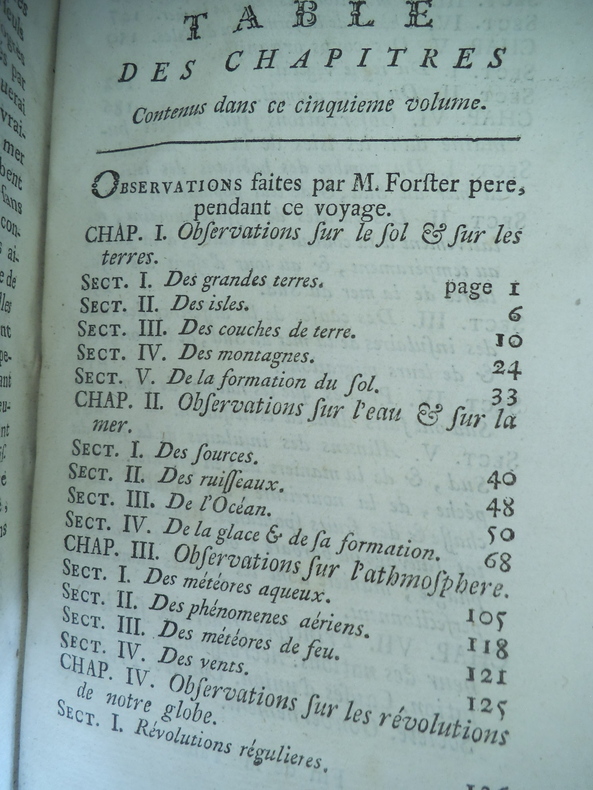 TABLE
DES CHAPITRES
Contenus dans ce cinquieme volume.
OBSERVATIONS faites par M. Forſter pere,
pendant ce voyage.
CHAP. I. Obſervations ſur le ſol & ſur les
terres.
SECT. I. Des grandes terres. page 1
SECT. II. Des iſles. 6
SECT. III. Des couches de terre. 10
SECT. IV. Des montagnes. 24
SECT. V. De la formation du ſol. 33
CHAP. II. Obſervations ſur l'eau & ſur la
mer.
SECT. I. Des ſources. 40
SECT. II. Des ruiſſeaux. 48
SECT. III. De l'Océan. 50
SECT. IV. De la glace & de ſa formation. 68
CHAP. III. Obſervations ſur l'athmoſphere.
SECT. I. Des météores aqueux. 105
SECT. II. Des phénomenes aériens. 118
SECT. III. Des météores de feu. 121
SECT. IV. Des vents. 125
CHAP. IV. Obſervations ſur les révolutions
de notre globe.
SECT. I. Révolutions régulieres.